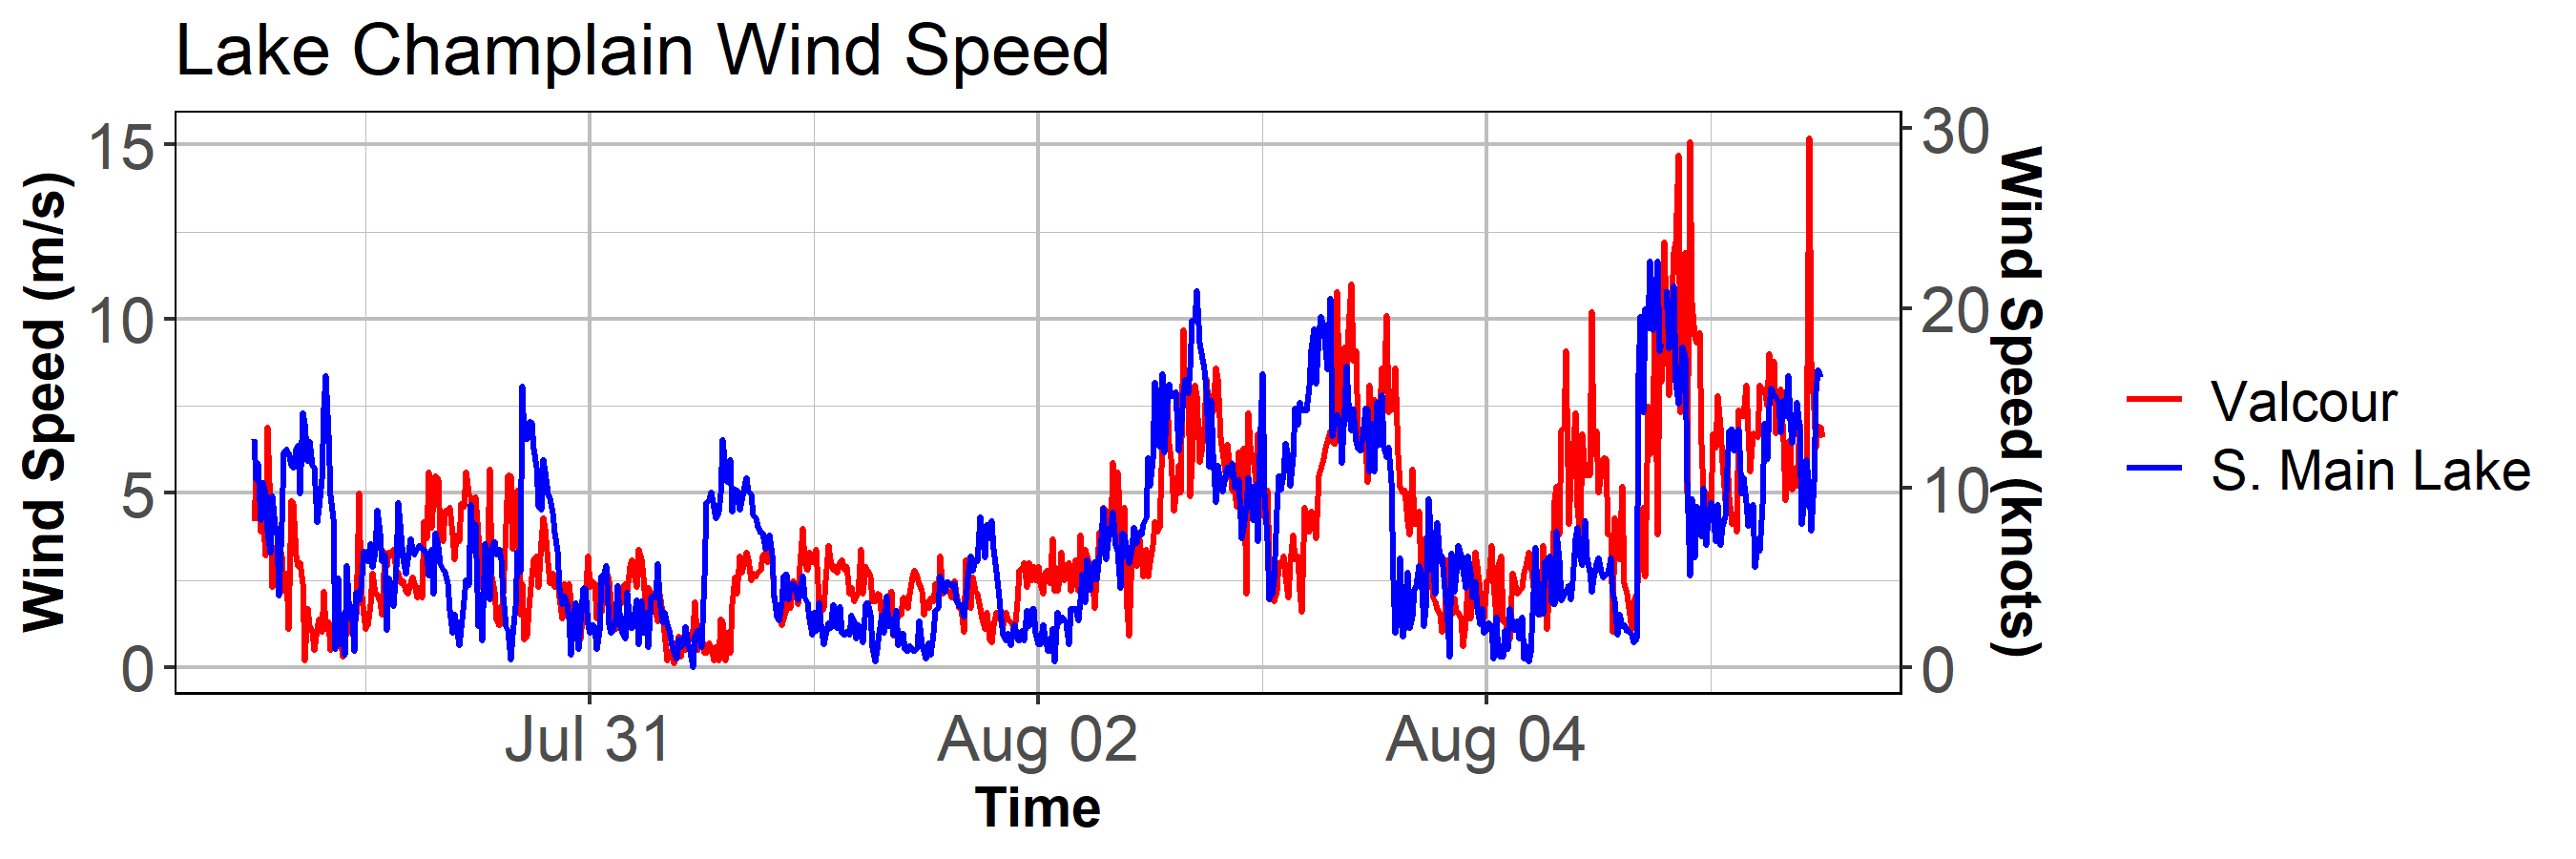 Lake Champlain Wind Speed
Wind Speed (m/s)
15
10
5
0
30
20
10
0
Wind Speed (knots)
Jul 31
Aug 02
Aug 04
Time
Valcour
S. Main Lake